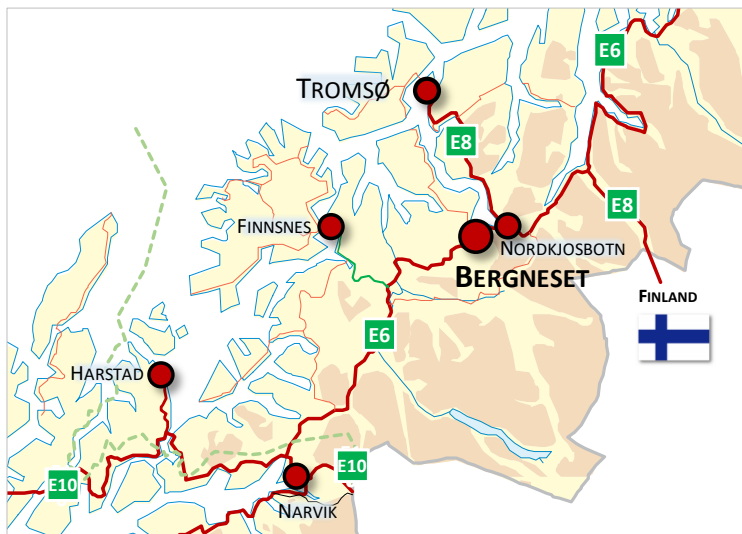 E6
TROMSØ
E8
E8
FINNSNES
NORDKJOSBOTN
BERGNESET
FINLAND
E6
HARSTAD
E10
E10
NARVIK